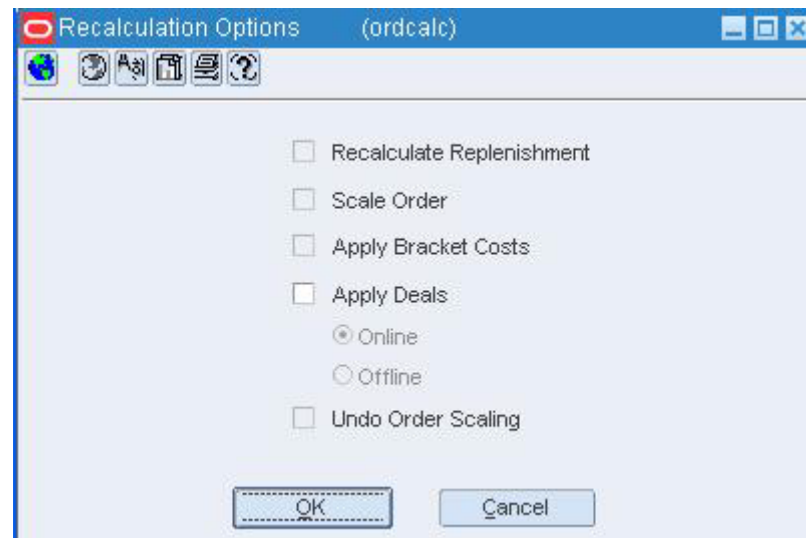 Recalculation Options (ordcalc)
Recalculate Replenishment
Scale Order
Apply Bracket Costs
Apply Deals
Online
Offline
Undo Order Scaling
OK Cancel